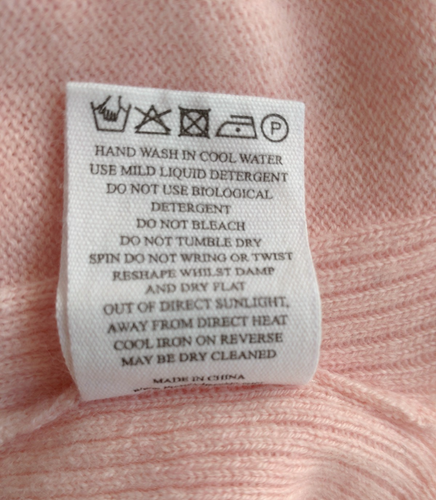 P
HAND WASH IN COOL WATER
USE MILD LIQUID DETERGENT
DO NOT USE BIOLOGICAL
DETERGENT
DO NOT BLEACH
DO NOT TUMBLE DRY
SPIN DO NOT WRING OR TWIST
RESHAPE WHILST DAMP
AND DRY FLAT
OUT OF DIRECT SUNLIGHT,
AWAY FROM DIRECT HEAT
COOL IRON ON REVERSE
MAY BE DRY CLEANED
MADE IN CHINA